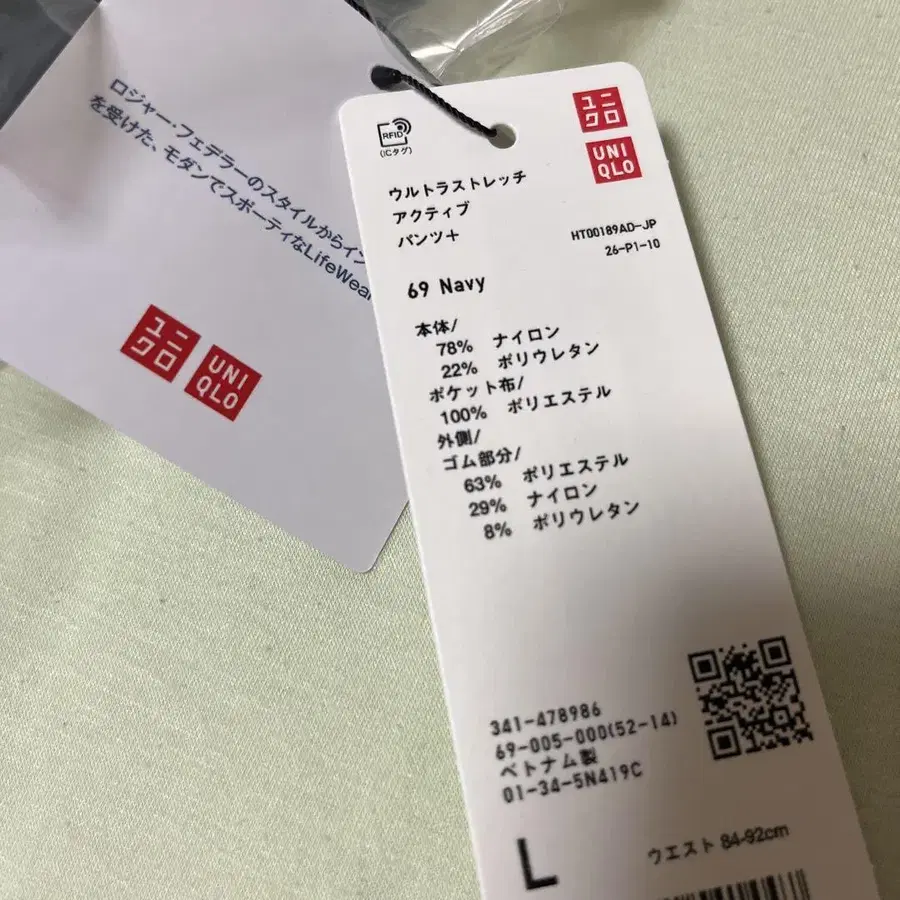 ロジャー・フェデラーのスタイルからイン
を受けた、モダンでスポーティなLifeWear
ユニ
クロ
UNI
QLO
RFID
(ICタグ)
ユニ
クロ
UNI
QLO
ウルトラストレッチ
アクティブ
パンツ+
HT00189AD-JP
26-P1-10
69 Navy
本体/
78% ナイロン
22% ポリウレタン
ポケット布/
100% ポリエステル
外側/
ゴム部分/
63% ポリエステル
29% ナイロン
8% ポリウレタン
341-478986
69-005-000(52-14)
ベトナム製
01-34-5N419C
L
ウエスト 84-92cm